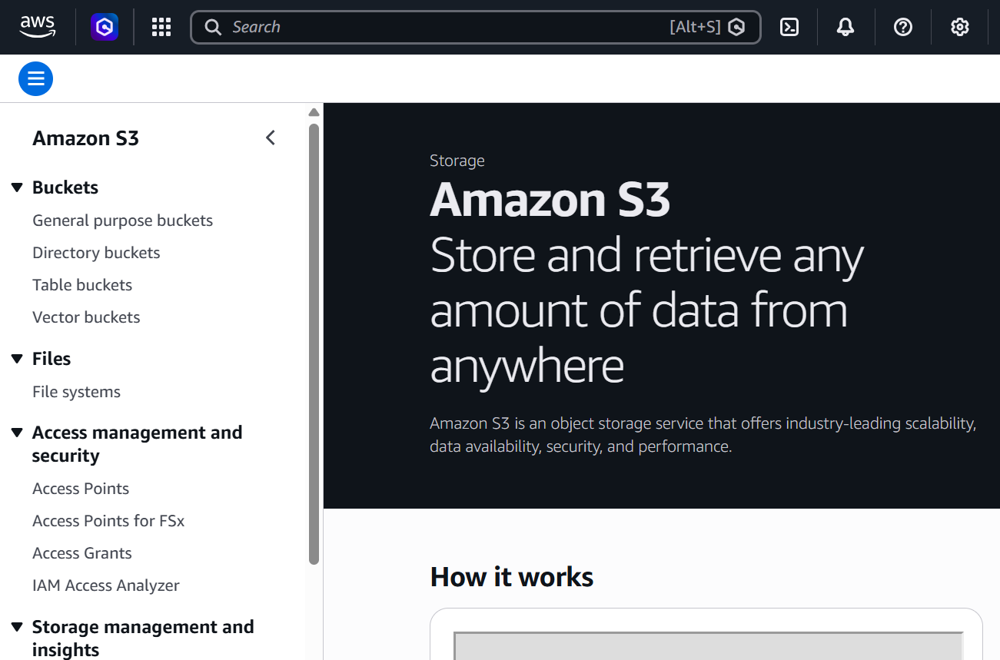 aws
Search
[Alt+S]
Amazon S3
Buckets
General purpose buckets
Directory buckets
Table buckets
Vector buckets
Files
File systems
Access management and
security
Access Points
Access Points for FSx
Access Grants
IAM Access Analyzer
Storage management and
insights
Storage
Amazon S3
Store and retrieve any
amount of data from
anywhere
Amazon S3 is an object storage service that offers industry-leading scalability,
data availability, security, and performance.
How it works